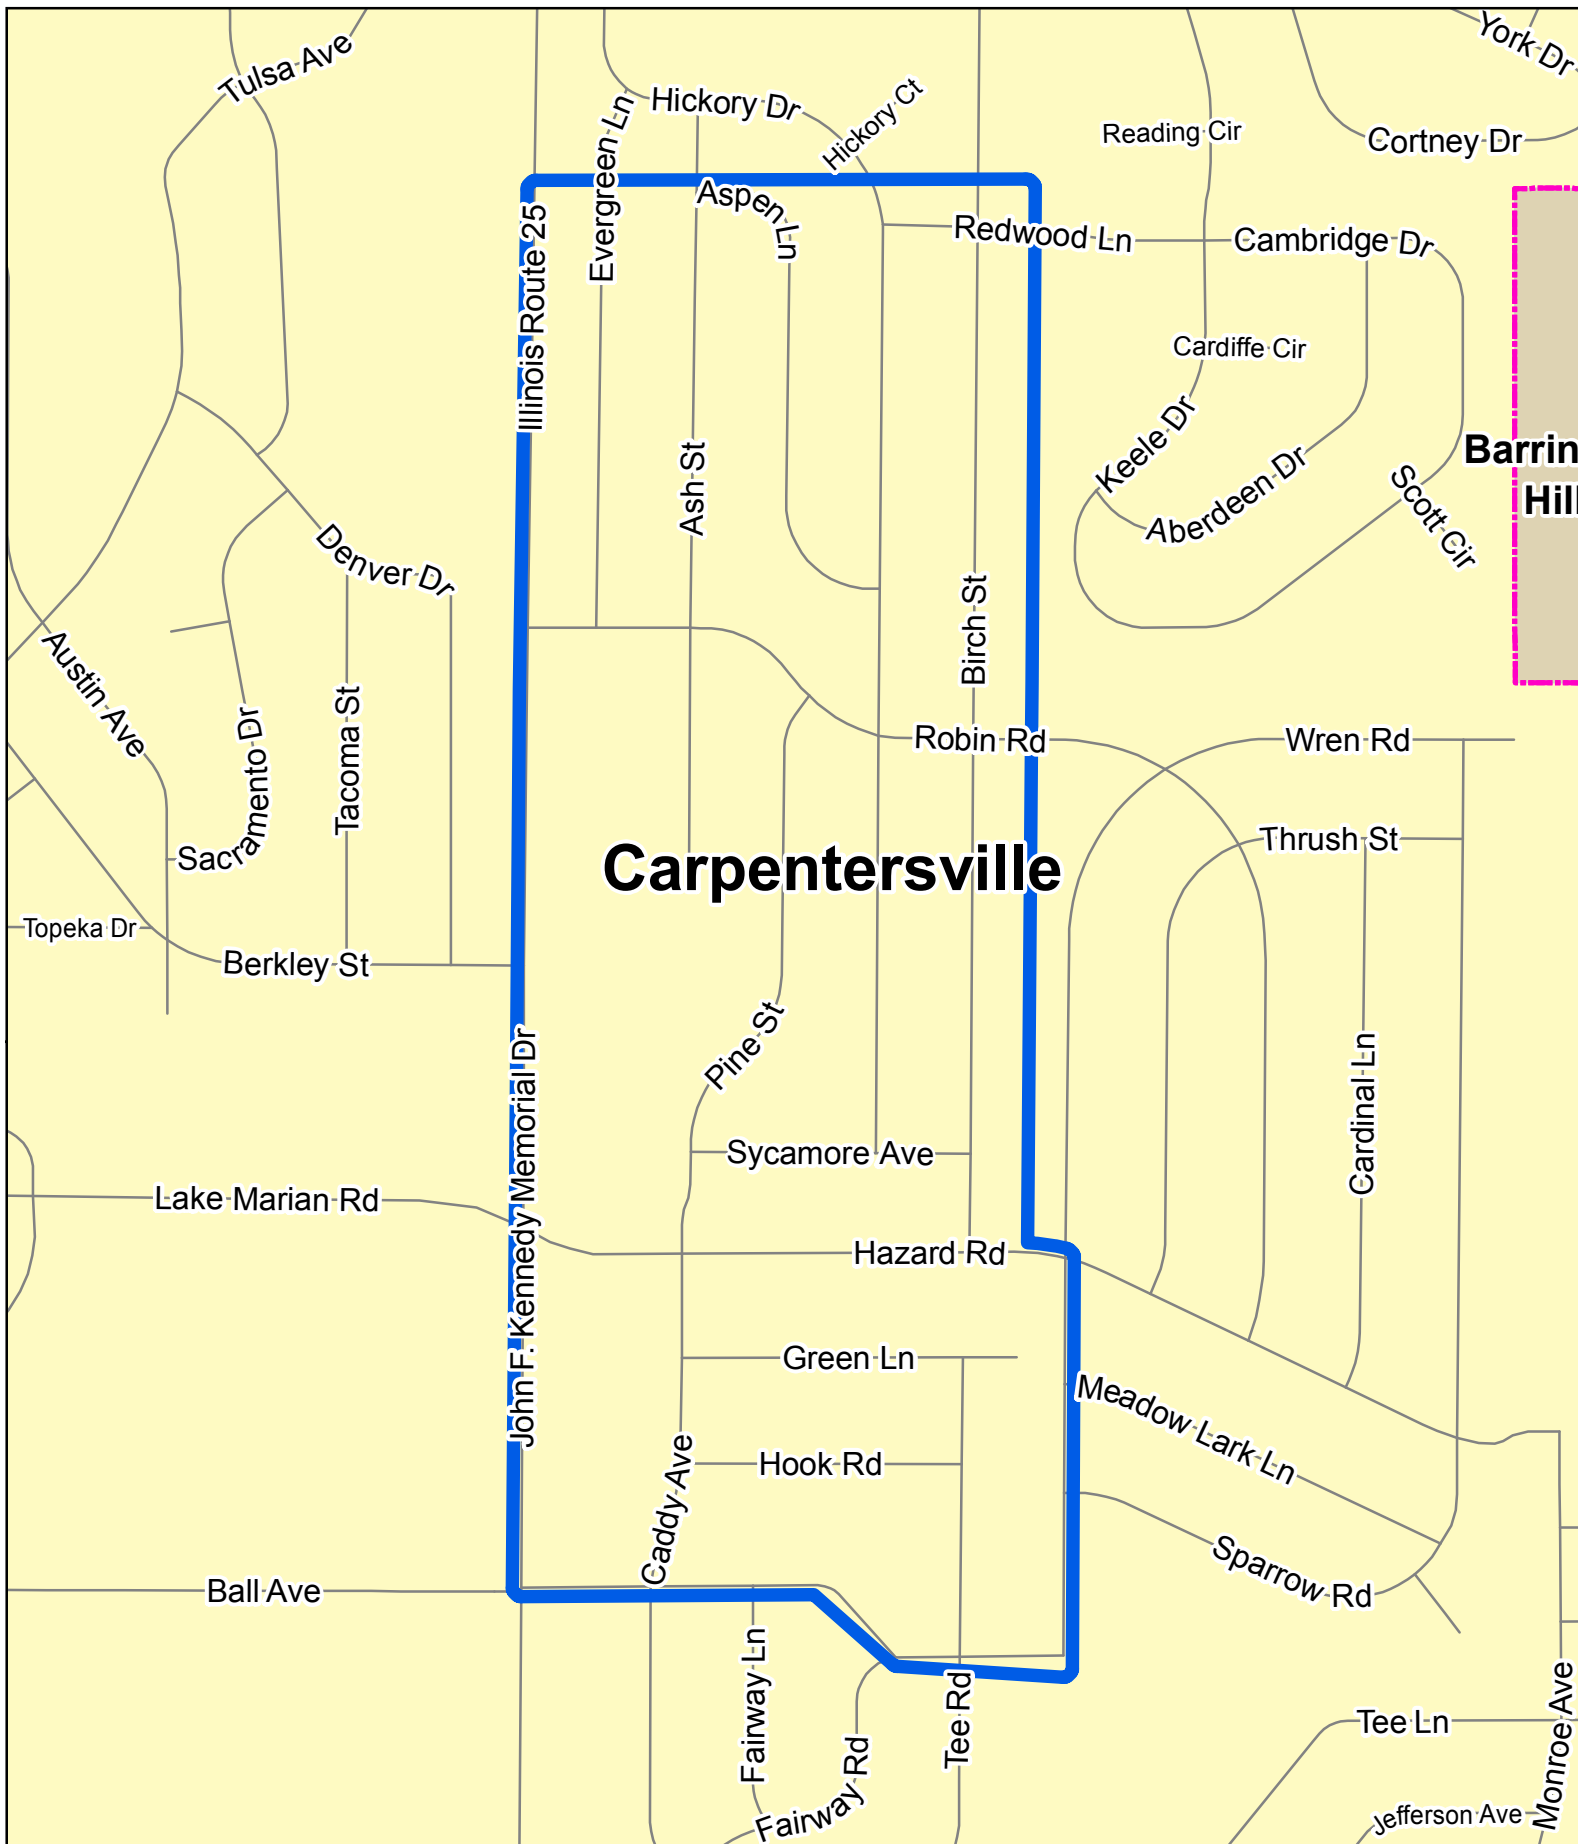 York Dr
Tulsa Ave
Hickory Dr
Hickory Ct
Evergreen Ln
Reading Cir
Cortney Dr
Aspen Ln
Illinois Route 25
Redwood Ln
Cambridge Dr
Cardiffe Cir
Keele Dr
Ash St
Aberdeen Dr
Scott Cir
Barrin
Hill
Denver Dr
Birch St
Austin Ave
Sacramento Dr
Tacoma St
Robin Rd
Wren Rd
Thrush St
Carpentersville
Topeka Dr
Berkley St
Pine St
John F. Kennedy Memorial Dr
Cardinal Ln
Sycamore Ave
Lake Marian Rd
Hazard Rd
Green Ln
Meadow Lark Ln
Caddy Ave
Hook Rd
Sparrow Rd
Ball Ave
Fairway Ln
Tee Rd
Fairway Rd
Tee Ln
Monroe Ave
Jefferson Ave